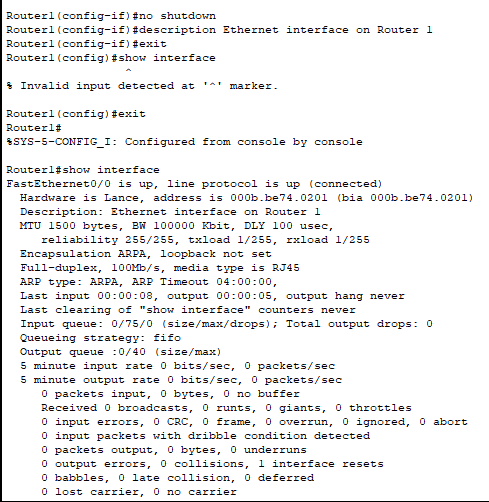 Router1(config-if)#no shutdown
Router1(config-if)#description Ethernet interface on Router 1
Router1(config-if)#exit
Router1(config)#show interface
^
% Invalid input detected at '^' marker.
Router1(config)#exit
Router1#
%SYS-5-CONFIG_I: Configured from console by console
Router1#show interface
FastEthernet0/0 is up, line protocol is up (connected)
Hardware is Lance, address is 000b.be74.0201 (bia 000b.be74.0201)
Description: Ethernet interface on Router 1
MTU 1500 bytes, BW 100000 Kbit, DLY 100 usec,
reliability 255/255, txload 1/255, rxload 1/255
Encapsulation ARPA, loopback not set
Full-duplex, 100Mb/s, media type is RJ45
ARP type: ARPA, ARP Timeout 04:00:00,
Last input 00:00:08, output 00:00:05, output hang never
Last clearing of "show interface" counters never
Input queue: 0/75/0 (size/max/drops); Total output drops: 0
Queueing strategy: fifo
Output queue :0/40 (size/max)
5 minute input rate 0 bits/sec, 0 packets/sec
5 minute output rate 0 bits/sec, 0 packets/sec
0 packets input, 0 bytes, 0 no buffer
Received 0 broadcasts, 0 runts, 0 giants, 0 throttles
0 input errors, 0 CRC, 0 frame, 0 overrun, 0 ignored, 0 abort
0 input packets with dribble condition detected
0 packets output, 0 bytes, 0 underruns
0 output errors, 0 collisions, 1 interface resets
0 babbles, 0 late collision, 0 deferred
0 lost carrier, 0 no carrier